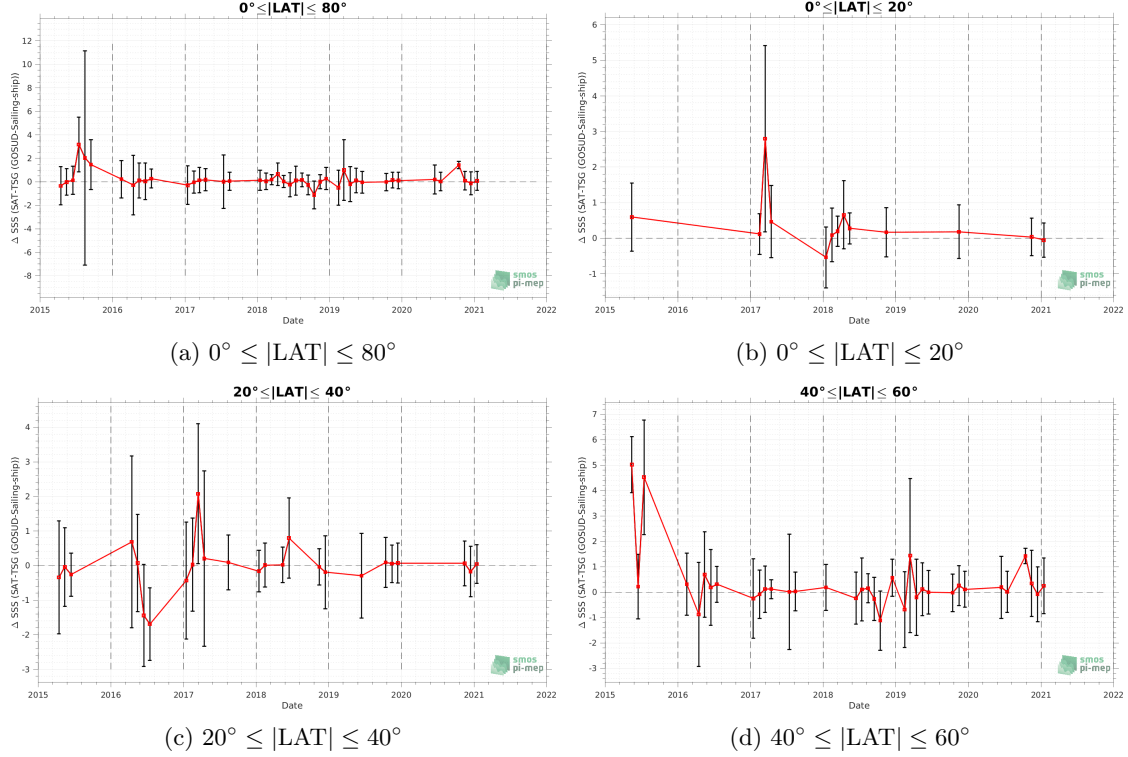 0°≤|LAT|≤ 80°
Δ SSS (SAT-TSG (GOSUD-Sailing-ship))
12
10
8
6
4
2
0
-2
-4
-6
-8
2015 2016 2017 2018 2019 2020 2021 2022
Date
smos
pi-mep
(a) 0° ≤ |LAT| ≤ 80°
0°≤|LAT|≤ 20°
Δ SSS (SAT-TSG (GOSUD-Sailing-ship))
6
5
4
3
2
1
0
-1
2015 2016 2017 2018 2019 2020 2021 2022
Date
smos
pi-mep
(b) 0° ≤ |LAT| ≤ 20°
20°≤|LAT|≤ 40°
Δ SSS (SAT-TSG (GOSUD-Sailing-ship))
4
3
2
1
0
-1
-2
-3
2015 2016 2017 2018 2019 2020 2021 2022
Date
smos
pi-mep
(c) 20° ≤ |LAT| ≤ 40°
40°≤|LAT|≤ 60°
Δ SSS (SAT-TSG (GOSUD-Sailing-ship))
7
6
5
4
3
2
1
0
-1
-2
-3
2015 2016 2017 2018 2019 2020 2021 2022
Date
smos
pi-mep
(d) 40° ≤ |LAT| ≤ 60°